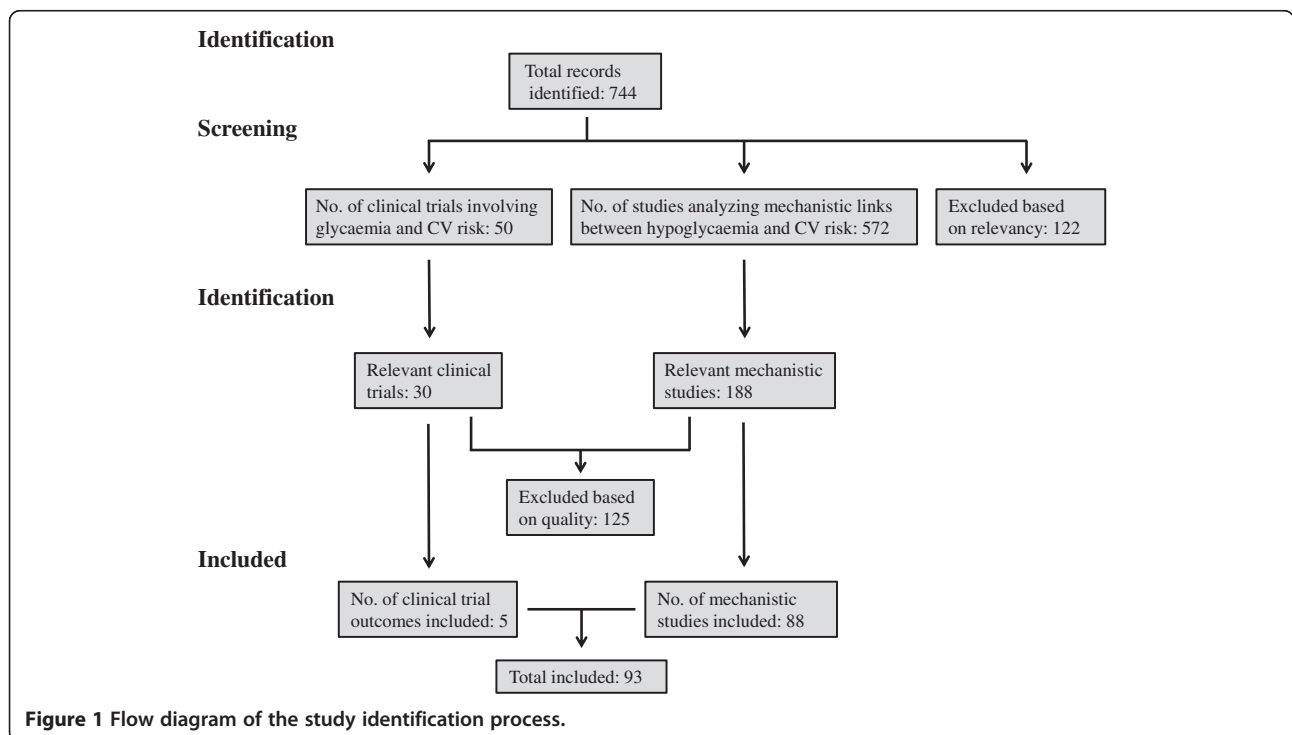 Identification
Total records
identified: 744
Screening
No. of clinical trials involving
glycaemia and CV risk: 50
No. of studies analyzing mechanistic links
between hypoglycaemia and CV risk: 572
Excluded based
on relevancy: 122
Identification
Relevant clinical
trials: 30
Relevant mechanistic
studies: 188
Excluded based
on quality: 125
Included
No. of clinical trial
outcomes included: 5
No. of mechanistic
studies included: 88
Total included: 93
Figure 1 Flow diagram of the study identification process.